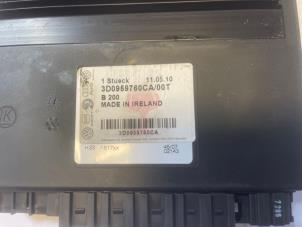 1 Stueck 11.05.10
3D0959760CA/00T
B 200
MADE IN IRELAND
3D0959760CA